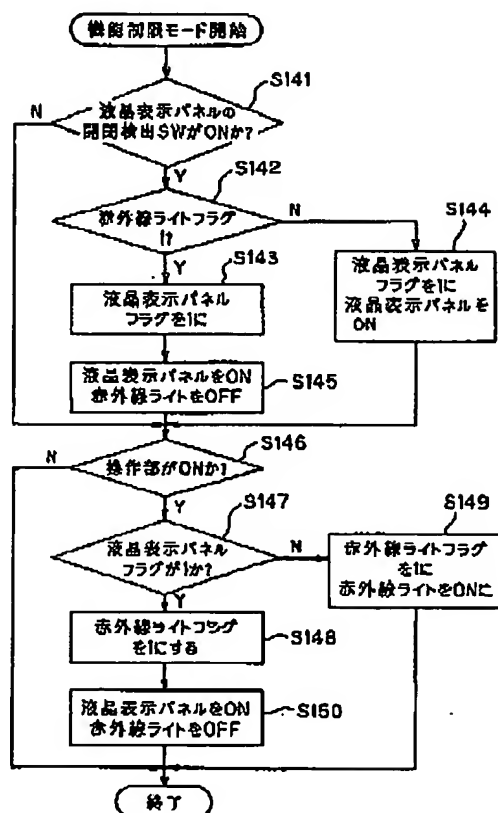 機能制限モード開始
S141
液晶表示パネルの
開閉検出SWがONか?
N
Y
S142
赤外線ライトフラグ
1?
N
Y
S143
液晶表示パネル
フラグを1に
S144
液晶表示パネル
フラグを1に
液晶表示パネルを
ON
液晶表示パネルをON
赤外線ライトをOFF
S145
S146
N
操作部がONか?
Y
S147
液晶表示パネル
フラグが1か?
N
Y
S149
赤外線ライトフラグ
を1に
赤外線ライトをONに
赤外線ライトフラグ
を1にする
S148
液晶表示パネルをON
赤外線ライトをOFF
S150
終了